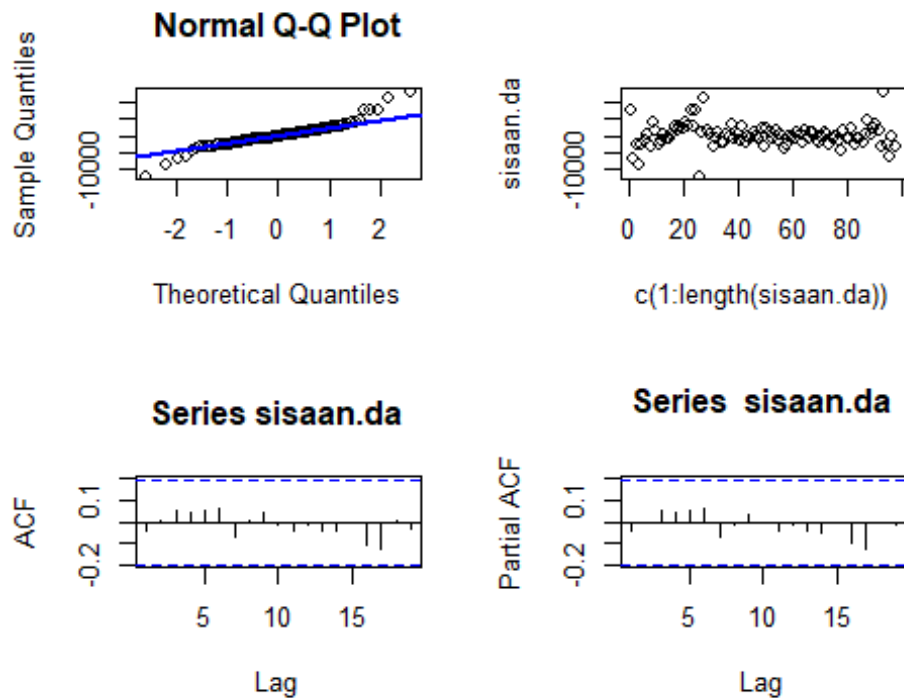 Normal Q-Q Plot
Sample Quantiles
-10000
-2 -1 0 1 2
Theoretical Quantiles
sisaan.da
-10000
0 20 40 60 80
c(1:length(sisaan.da))
Series sisaan.da
ACF
-0.2 0.1
5 10 15
Lag
Series sisaan.da
Partial ACF
-0.2 0.1
5 10 15
Lag